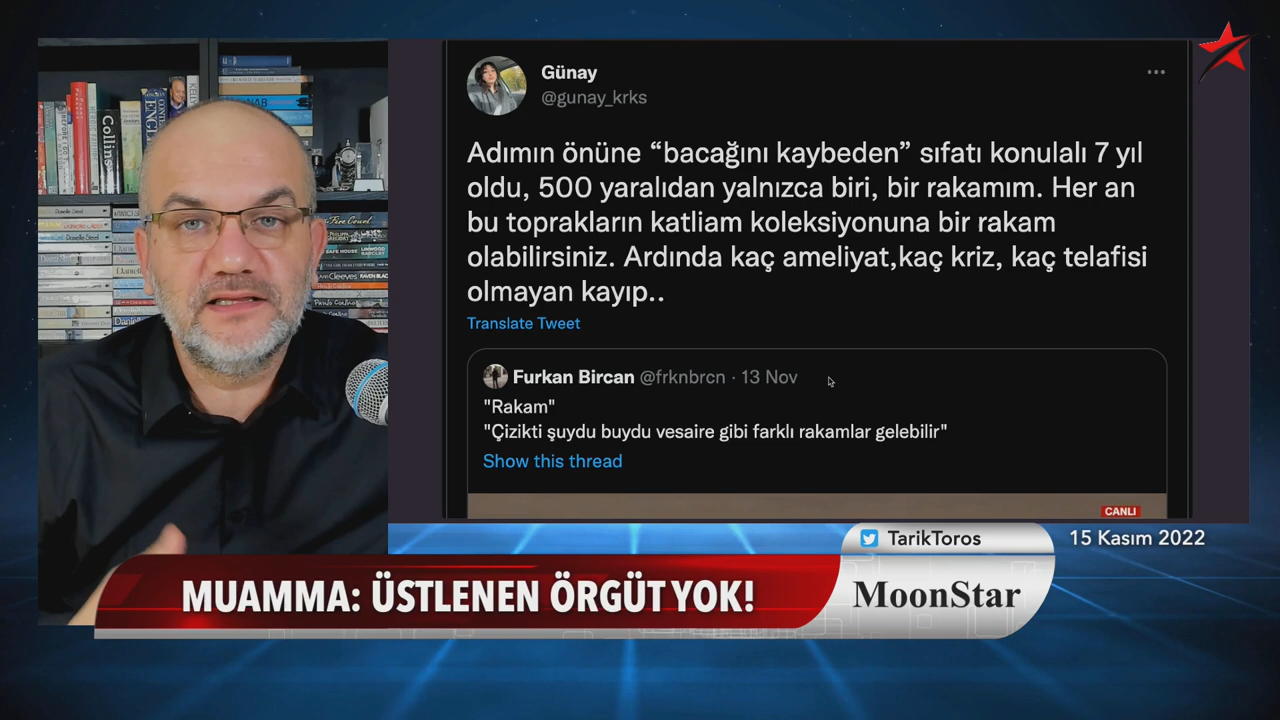 Günay
@gunay_krks
Adımın önüne “bacağını kaybeden” sıfatı konulalı 7 yıl
oldu, 500 yaralıdan yalnızca biri, bir rakamım. Her an
bu toprakların katliam koleksiyonuna bir rakam
olabilirsiniz. Ardında kaç ameliyat,kaç kriz, kaç telafisi
olmayan kayıp..
Translate Tweet
Furkan Bircan @frknbrcn · 13 Nov
"Rakam"
"Çizikti şuydu buydu vesaire gibi farklı rakamlar gelebilir"
Show this thread
CANLI
TarikToros
15 Kasım 2022
MUAMMA: ÜSTLENEN ÖRGÜT YOK!
MoonStar
Collins
Danielle Steel